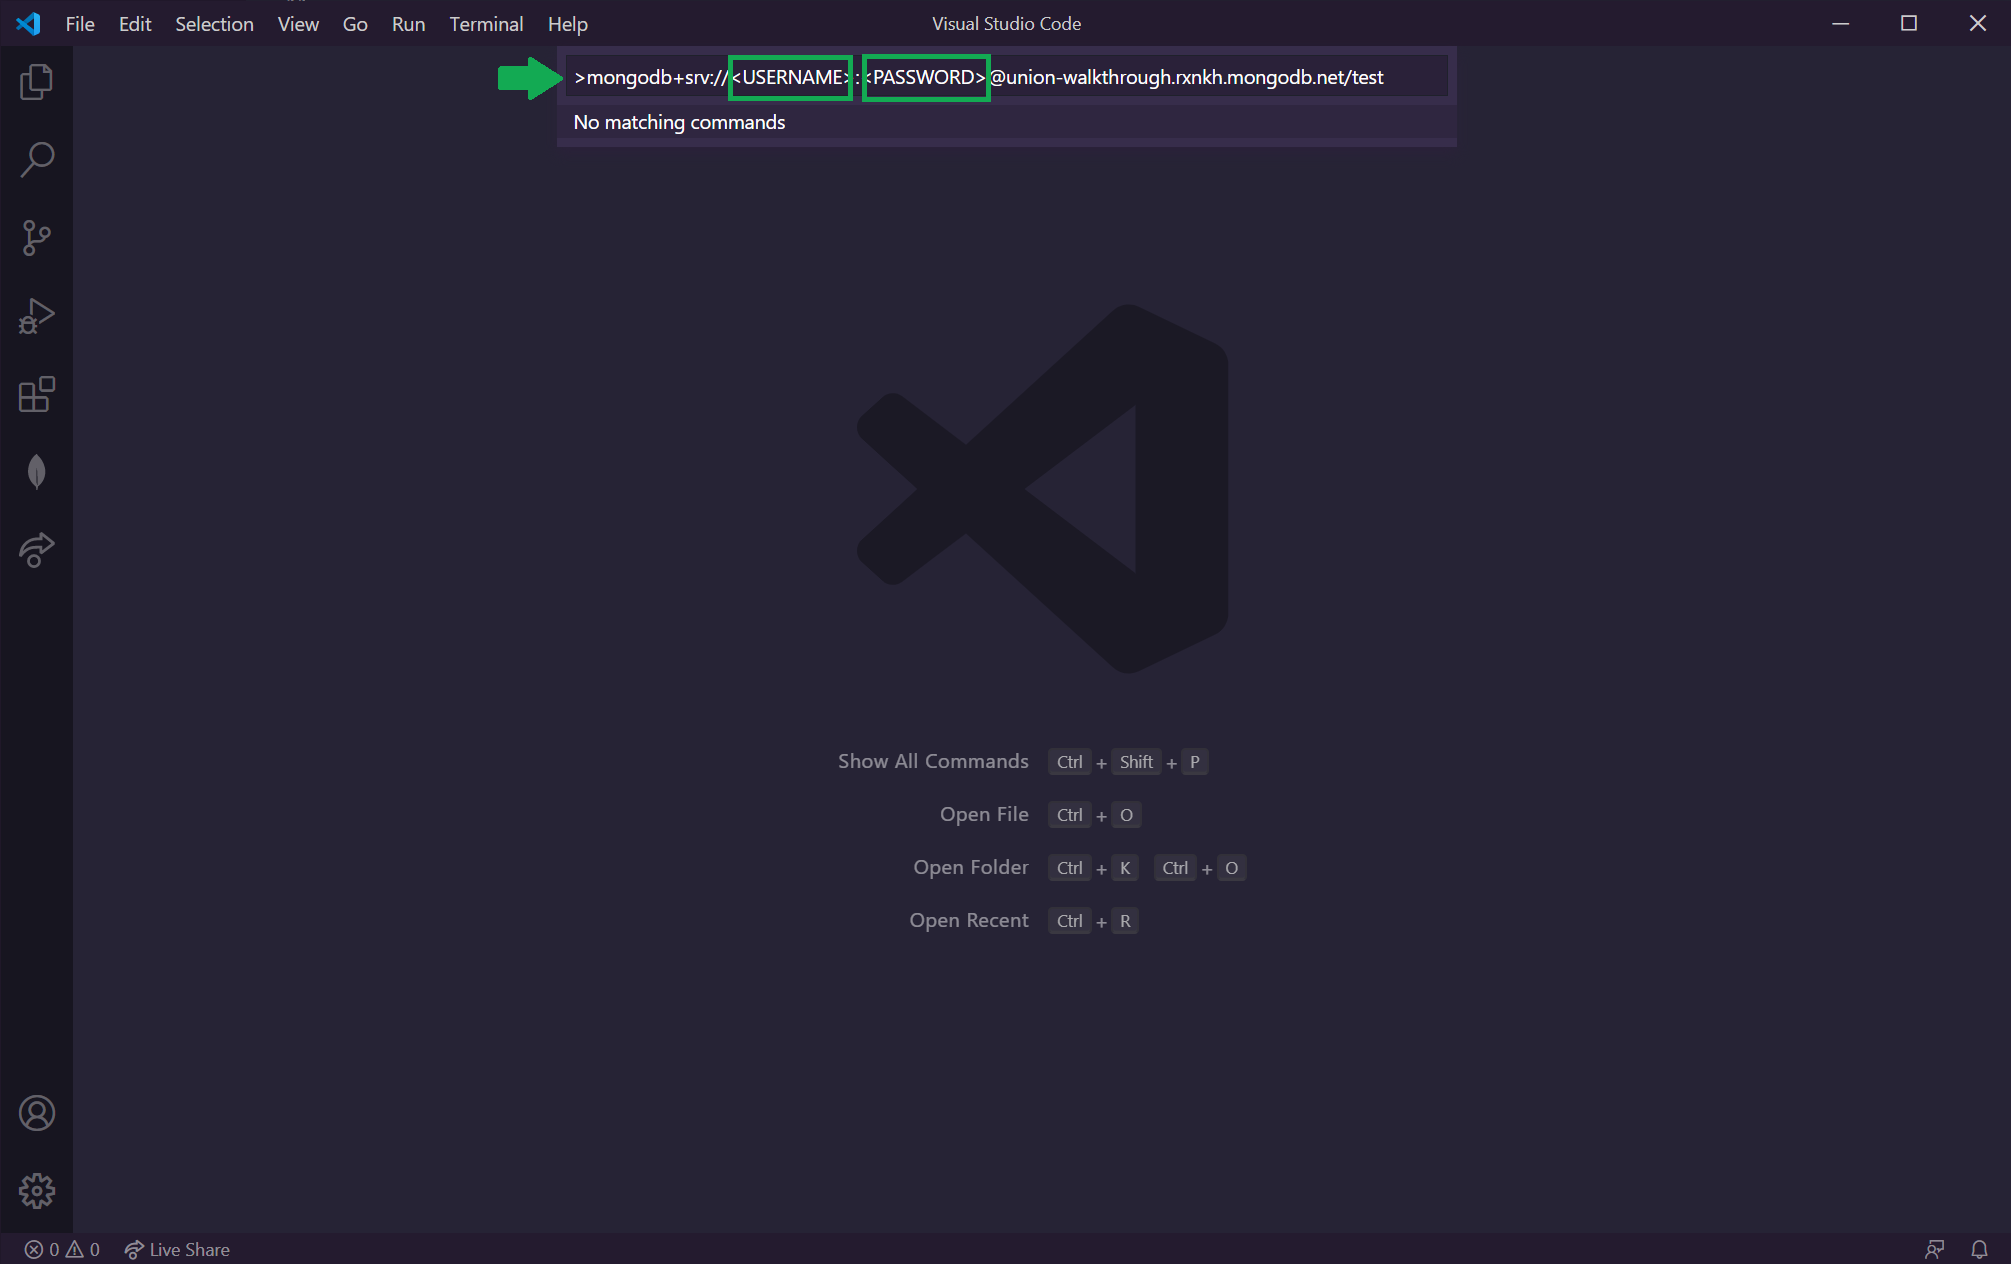 File Edit Selection View Go Run Terminal Help Visual Studio Code
>mongodb+srv://<USERNAME>:<PASSWORD>@union-walkthrough.rxnkh.mongodb.net/test
No matching commands
Show All Commands Ctrl + Shift + P
Open File Ctrl + O
Open Folder Ctrl + K Ctrl + O
Open Recent Ctrl + R
0 0 Live Share